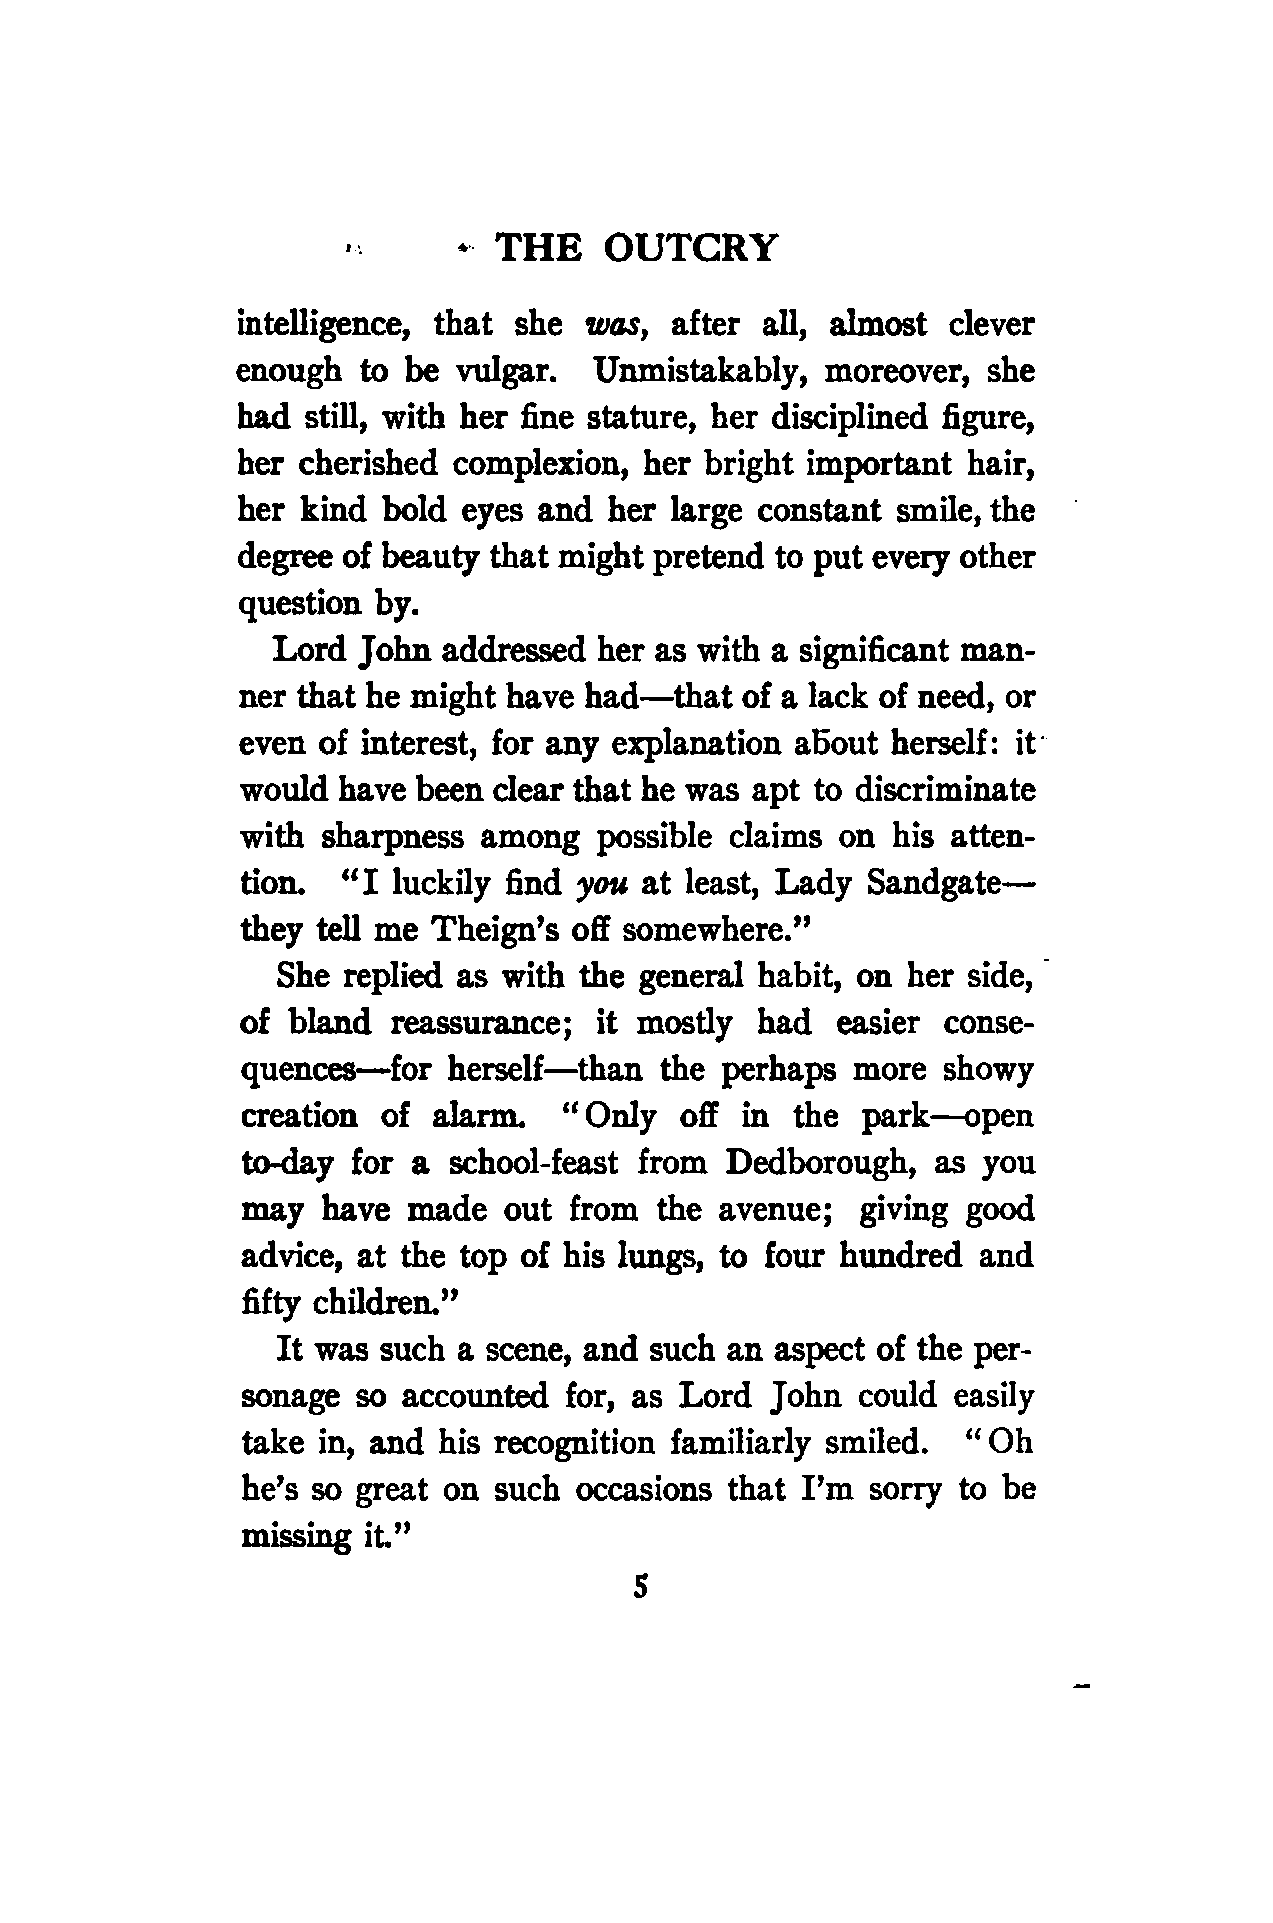 THE OUTCRY
intelligence, that she was, after all, almost clever
enough to be vulgar. Unmistakably, moreover, she
had still, with her fine stature, her disciplined figure,
her cherished complexion, her bright important hair,
her kind bold eyes and her large constant smile, the
degree of beauty that might pretend to put every other
question by.
Lord John addressed her as with a significant man-
ner that he might have had—that of a lack of need, or
even of interest, for any explanation about herself: it
would have been clear that he was apt to discriminate
with sharpness among possible claims on his atten-
tion. “I luckily find you at least, Lady Sandgate—
they tell me Theign’s off somewhere.”
She replied as with the general habit, on her side,
of bland reassurance; it mostly had easier conse-
quences—for herself—than the perhaps more showy
creation of alarm. “Only off in the park—open
to-day for a school-feast from Dedborough, as you
may have made out from the avenue; giving good
advice, at the top of his lungs, to four hundred and
fifty children.”
It was such a scene, and such an aspect of the per-
sonage so accounted for, as Lord John could easily
take in, and his recognition familiarly smiled. “Oh
he’s so great on such occasions that I’m sorry to be
missing it.”
5